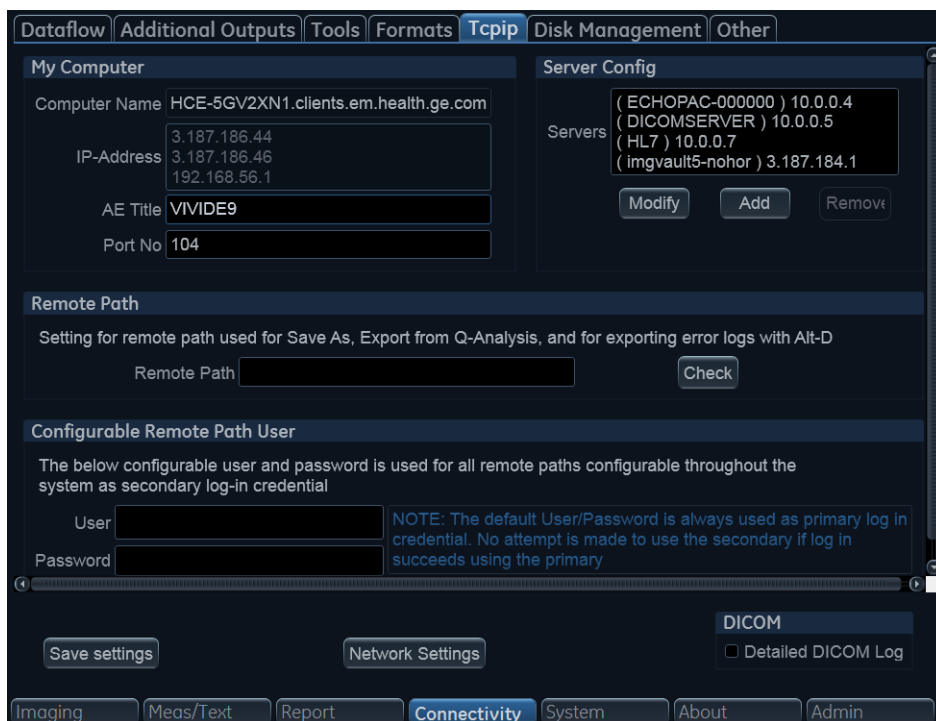 Dataflow Additional Outputs Tools Formats Tcpip Disk Management Other
My Computer
Computer Name HCE-5GV2XN1.clients.em.health.ge.com
IP-Address
3.187.186.44
3.187.186.46
192.168.56.1
AE Title VIVIDE9
Port No 104
Server Config
Servers
( ECHOPAC-000000 ) 10.0.0.4
( DICOMSERVER ) 10.0.0.5
( HL7 ) 10.0.0.7
( imgvault5-nohor ) 3.187.184.1
Modify Add Remove
Remote Path
Setting for remote path used for Save As, Export from Q-Analysis, and for exporting error logs with Alt-D
Remote Path Check
Configurable Remote Path User
The below configurable user and password is used for all remote paths configurable throughout the
system as secondary log-in credential
User
Password
NOTE: The default User/Password is always used as primary log in
credential. No attempt is made to use the secondary if log in
succeeds using the primary
Save settings Network Settings
DICOM
Detailed DICOM Log
Imaging Meas/Text Report Connectivity System About Admin